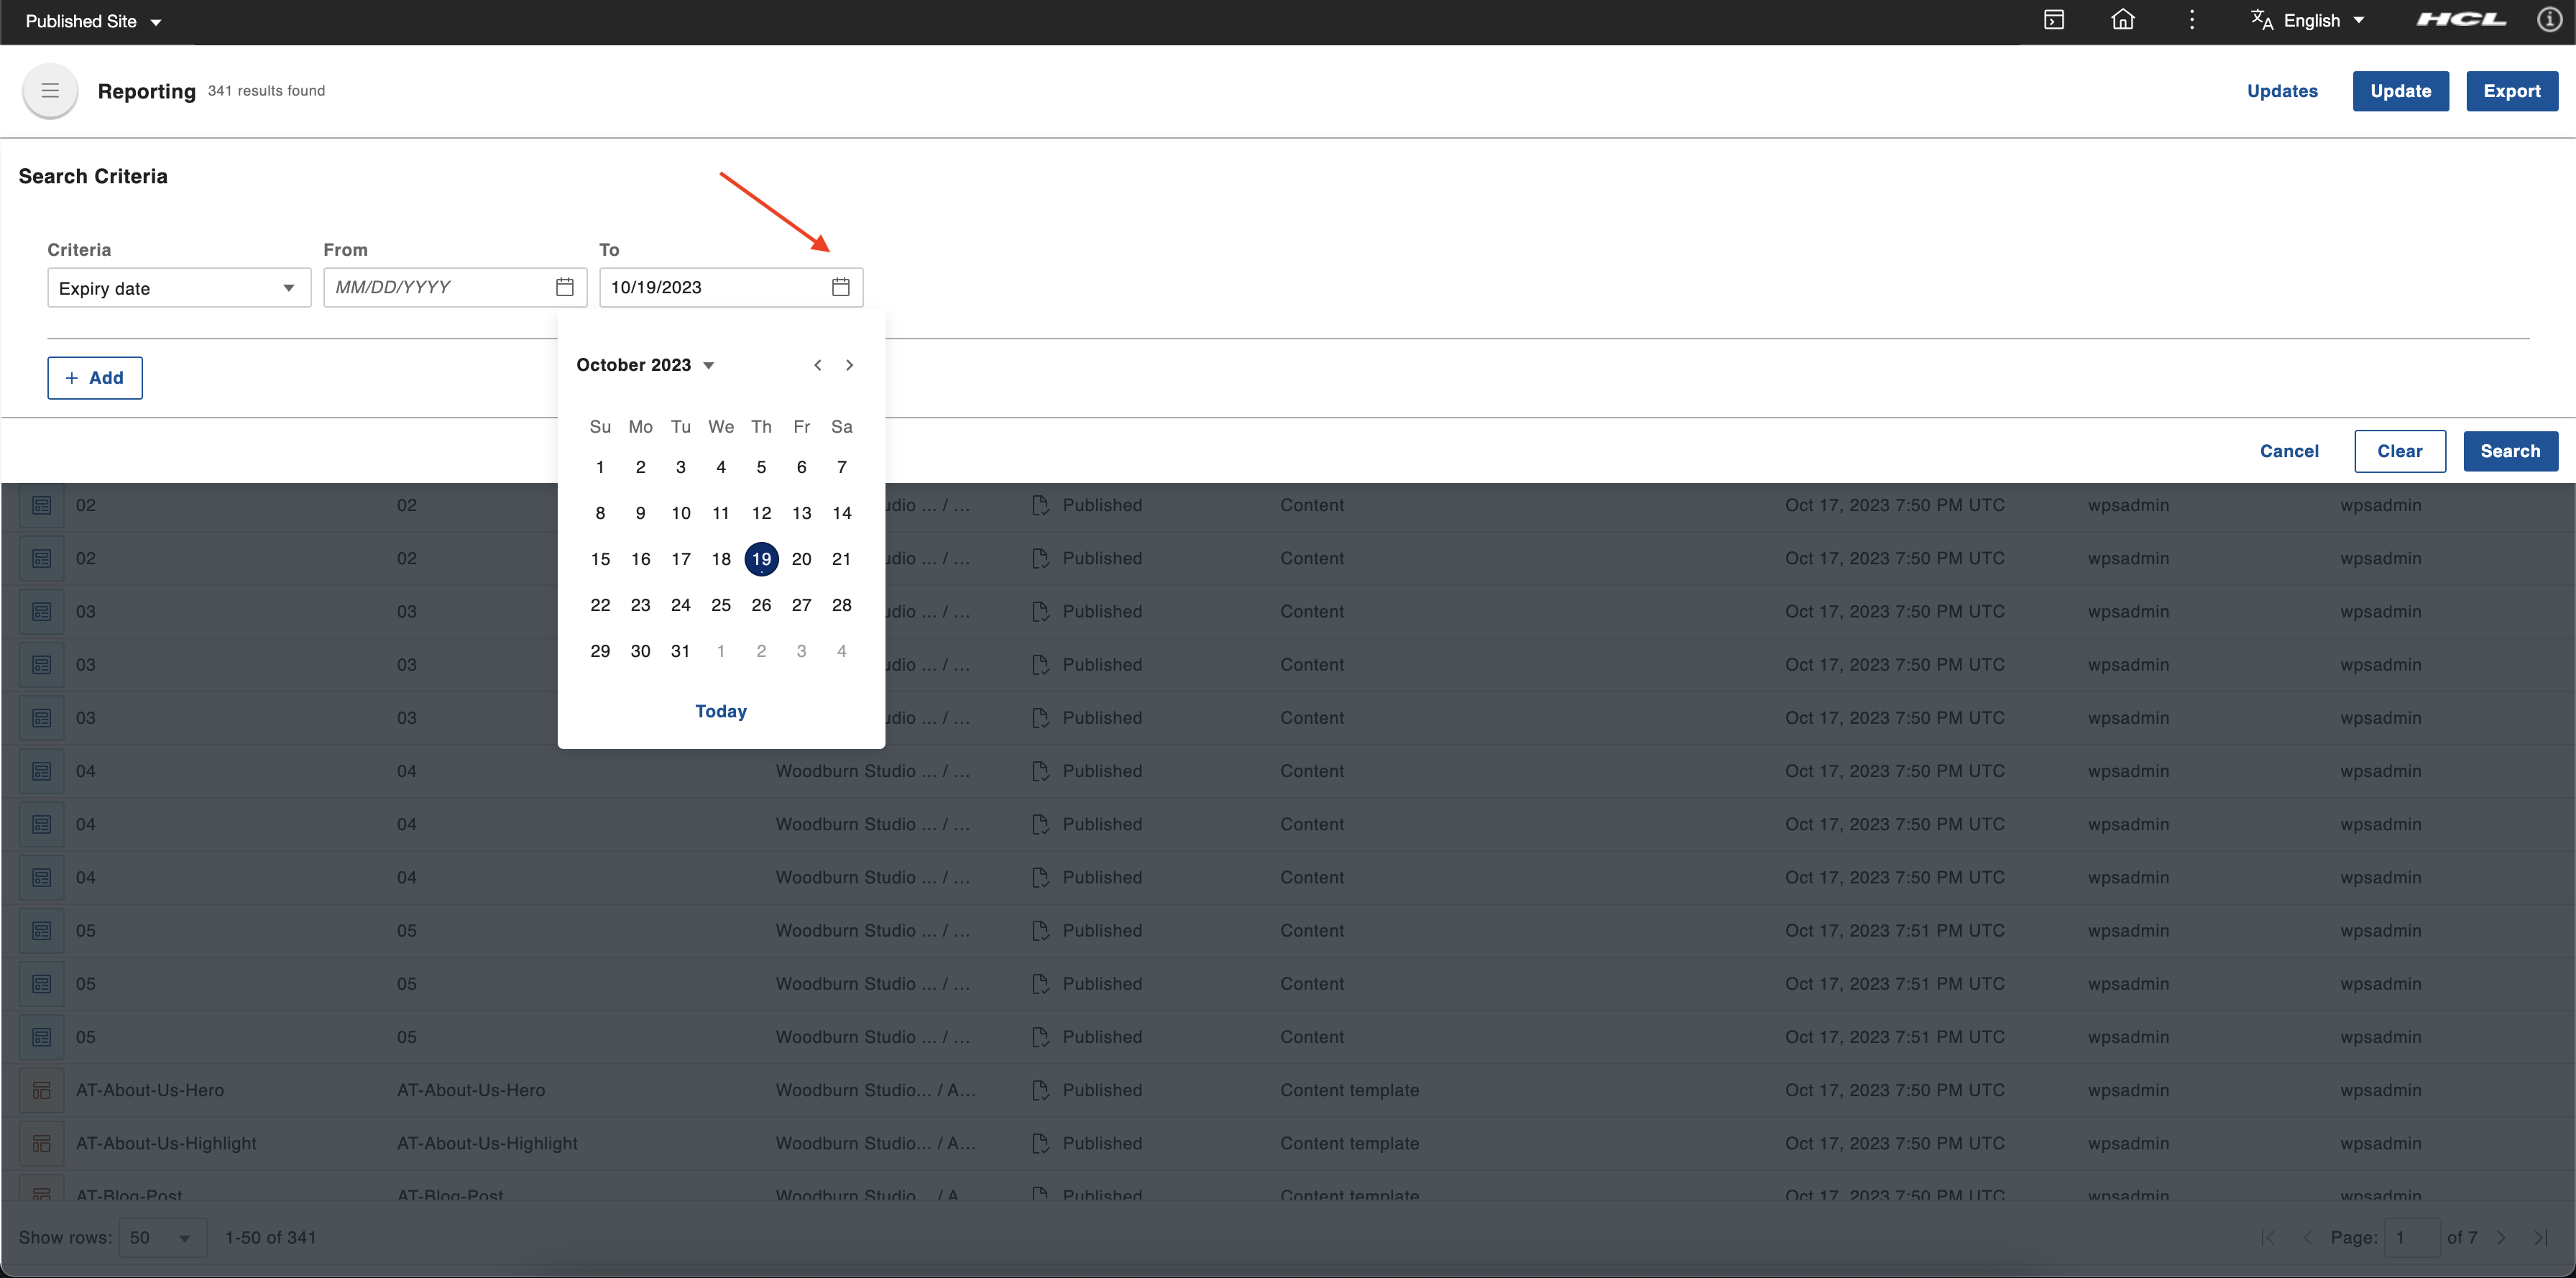 Published Site
English
HCL
Reporting 341 results found
Updates Update Export
Search Criteria
Criteria From To
Expiry date MM/DD/YYYY 10/19/2023
+ Add
October 2023
Su Mo Tu We Th Fr Sa
1 2 3 4 5 6 7
8 9 10 11 12 13 14
15 16 17 18 19 20 21
22 23 24 25 26 27 28
29 30 31 1 2 3 4
Today
Cancel Clear Search
02 02 udio ... / ... Published Content Oct 17, 2023 7:50 PM UTC wpsadmin wpsadmin
02 02 udio ... / ... Published Content Oct 17, 2023 7:50 PM UTC wpsadmin wpsadmin
03 03 udio ... / ... Published Content Oct 17, 2023 7:50 PM UTC wpsadmin wpsadmin
03 03 udio ... / ... Published Content Oct 17, 2023 7:50 PM UTC wpsadmin wpsadmin
03 03 udio ... / ... Published Content Oct 17, 2023 7:50 PM UTC wpsadmin wpsadmin
04 04 Woodburn Studio ... / ... Published Content Oct 17, 2023 7:50 PM UTC wpsadmin wpsadmin
04 04 Woodburn Studio ... / ... Published Content Oct 17, 2023 7:50 PM UTC wpsadmin wpsadmin
04 04 Woodburn Studio ... / ... Published Content Oct 17, 2023 7:50 PM UTC wpsadmin wpsadmin
05 05 Woodburn Studio ... / ... Published Content Oct 17, 2023 7:51 PM UTC wpsadmin wpsadmin
05 05 Woodburn Studio ... / ... Published Content Oct 17, 2023 7:51 PM UTC wpsadmin wpsadmin
05 05 Woodburn Studio ... / ... Published Content Oct 17, 2023 7:51 PM UTC wpsadmin wpsadmin
AT-About-Us-Hero AT-About-Us-Hero Woodburn Studio... / A... Published Content template Oct 17, 2023 7:50 PM UTC wpsadmin wpsadmin
AT-About-Us-Highlight AT-About-Us-Highlight Woodburn Studio... / A... Published Content template Oct 17, 2023 7:50 PM UTC wpsadmin wpsadmin
AT-Blog-Post AT-Blog-Post Woodburn Studio... / A... Published Content template Oct 17, 2023 7:50 PM UTC wpsadmin wpsadmin
Show rows: 50 1-50 of 341 Page: 1 of 7